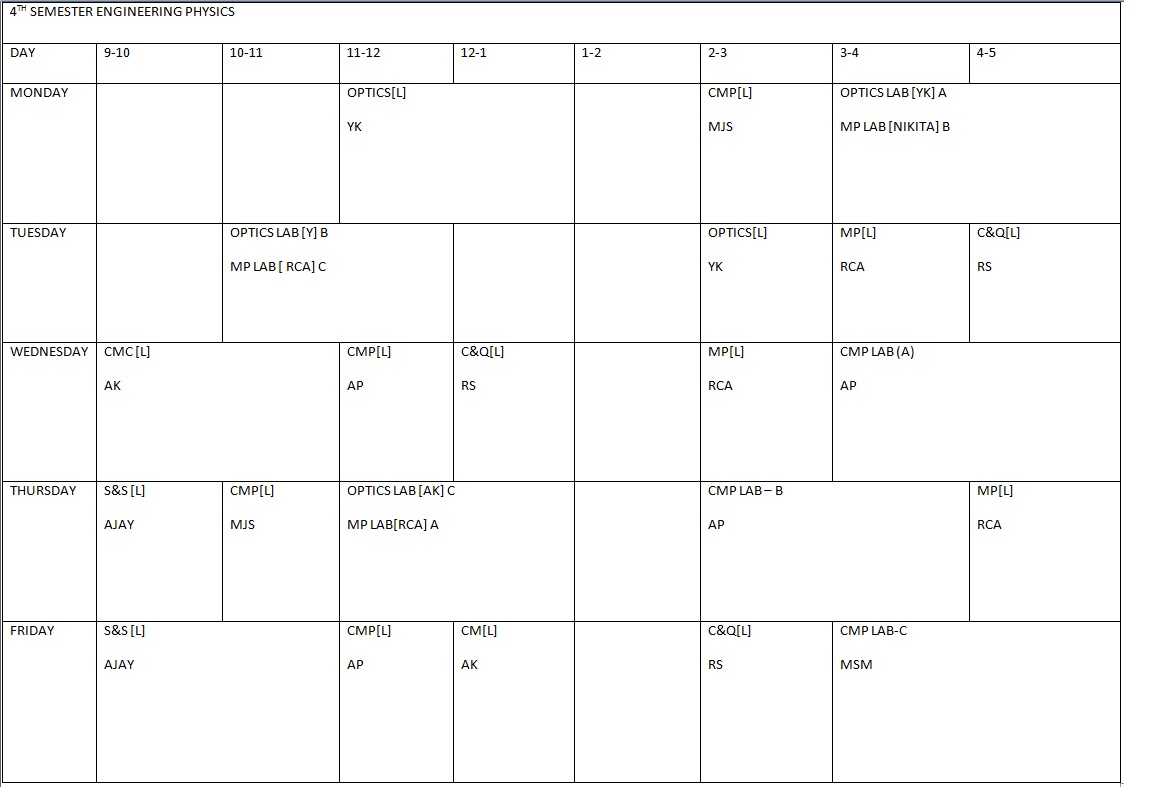 4TH SEMESTER ENGINEERING PHYSICS
DAY 9-10 10-11 11-12 12-1 1-2 2-3 3-4 4-5
MONDAY OPTICS[L] CMP[L] OPTICS LAB [YK] A
YK MJS MP LAB [NIKITA] B
TUESDAY OPTICS LAB [Y] B OPTICS[L] MP[L] C&Q[L]
MP LAB [ RCA] C YK RCA RS
WEDNESDAY CMC [L] CMP[L] C&Q[L] MP[L] CMP LAB (A)
AK AP RS RCA AP
THURSDAY S&S [L] CMP[L] OPTICS LAB [AK] C CMP LAB – B MP[L]
AJAY MJS MP LAB[RCA] A AP RCA
FRIDAY S&S [L] CMP[L] CM[L] C&Q[L] CMP LAB-C
AJAY AP AK RS MSM